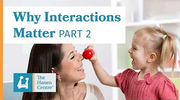 Why Interactions
Matter PART 2
The
Hanen
Centre®